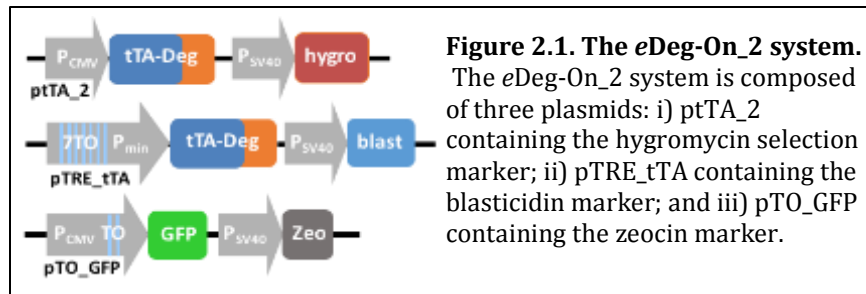 P_CMV tTA-Deg P_SV40 hygro
ptTA_2
7TO P_min tTA-Deg P_SV40 blast
pTRE_tTA
P_CMV TO GFP P_SV40 Zeo
pTO_GFP
Figure 2.1. The eDeg-On_2 system.
The eDeg-On_2 system is composed
of three plasmids: i) ptTA_2
containing the hygromycin selection
marker; ii) pTRE_tTA containing the
blasticidin marker; and iii) pTO_GFP
containing the zeocin marker.